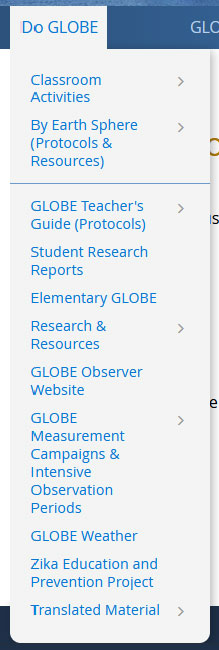 Do GLOBE
GLO
Classroom
Activities
By Earth Sphere
(Protocols &
Resources)
GLOBE Teacher's
Guide (Protocols)
Student Research
Reports
Elementary GLOBE
Research &
Resources
GLOBE Observer
Website
GLOBE
Measurement
Campaigns &
Intensive
Observation
Periods
GLOBE Weather
Zika Education and
Prevention Project
Translated Material